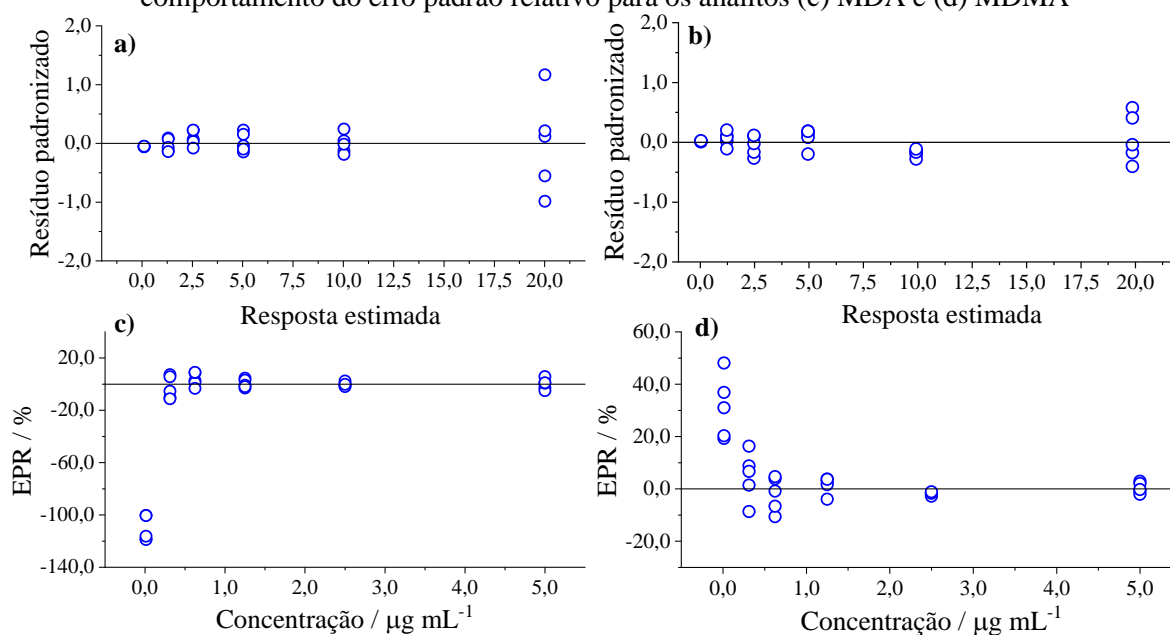 comportamento do erro padrão relativo para os analitos (c) MDA e (d) MDMA
a)
Resíduo padronizado
2,0
1,0
0,0
-1,0
-2,0
0,0 2,5 5,0 7,5 10,0 12,5 15,0 17,5 20,0
Resposta estimada
b)
Resíduo padronizado
2,0
1,0
0,0
-1,0
-2,0
0,0 2,5 5,0 7,5 10,0 12,5 15,0 17,5 20,0
Resposta estimada
c)
EPR / %
20,0
-20,0
-60,0
-100,0
-140,0
0,0 1,0 2,0 3,0 4,0 5,0
Concentração / μg mL⁻¹
d)
EPR / %
60,0
40,0
20,0
0,0
-20,0
0,0 1,0 2,0 3,0 4,0 5,0
Concentração / μg mL⁻¹